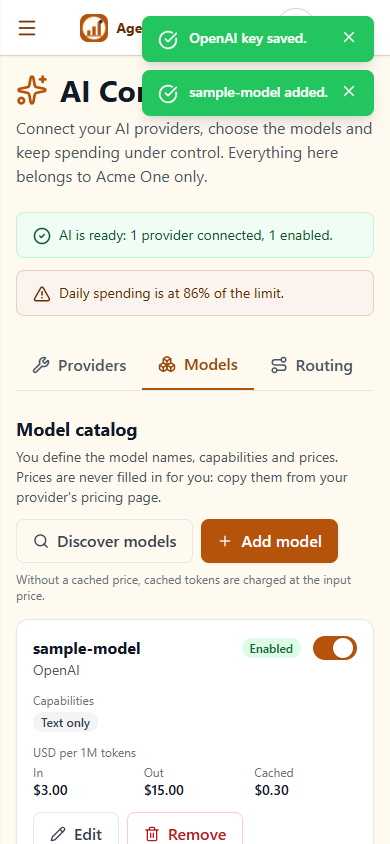 Age
OpenAI key saved.
sample-model added.
AI Co
Connect your AI providers, choose the models and
keep spending under control. Everything here
belongs to Acme One only.
AI is ready: 1 provider connected, 1 enabled.
Daily spending is at 86% of the limit.
Providers
Models
Routing
Model catalog
You define the model names, capabilities and prices.
Prices are never filled in for you: copy them from your
provider's pricing page.
Discover models
Add model
Without a cached price, cached tokens are charged at the input
price.
sample-model
Enabled
OpenAI
Capabilities
Text only
USD per 1M tokens
In
Out
Cached
$3.00
$15.00
$0.30
Edit
Remove